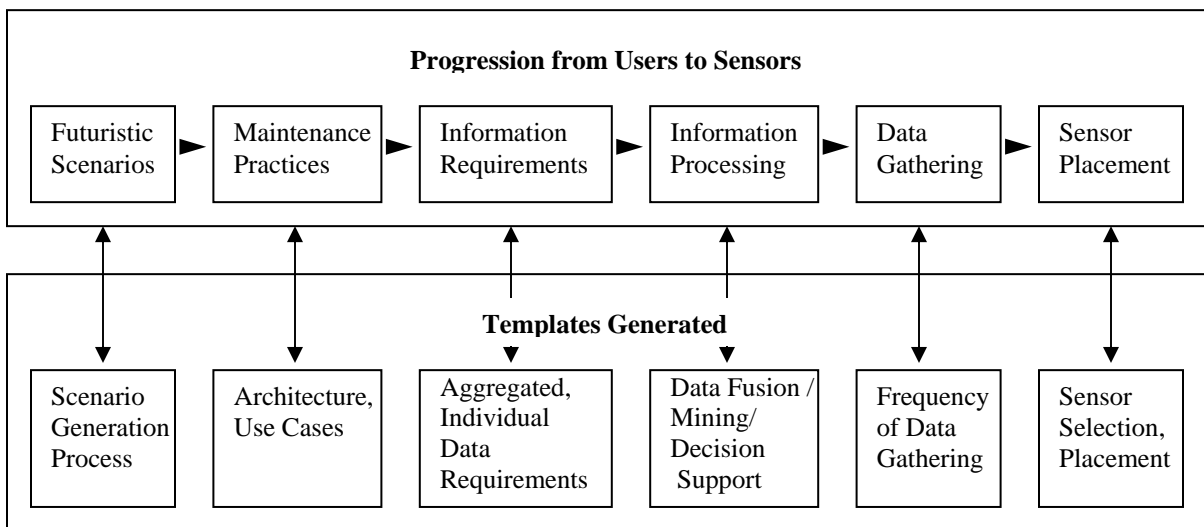 Progression from Users to Sensors
Futuristic
Scenarios
Maintenance
Practices
Information
Requirements
Information
Processing
Data
Gathering
Sensor
Placement
Templates Generated
Scenario
Generation
Process
Architecture,
Use Cases
Aggregated,
Individual
Data
Requirements
Data Fusion /
Mining/
Decision
Support
Frequency
of Data
Gathering
Sensor
Selection,
Placement